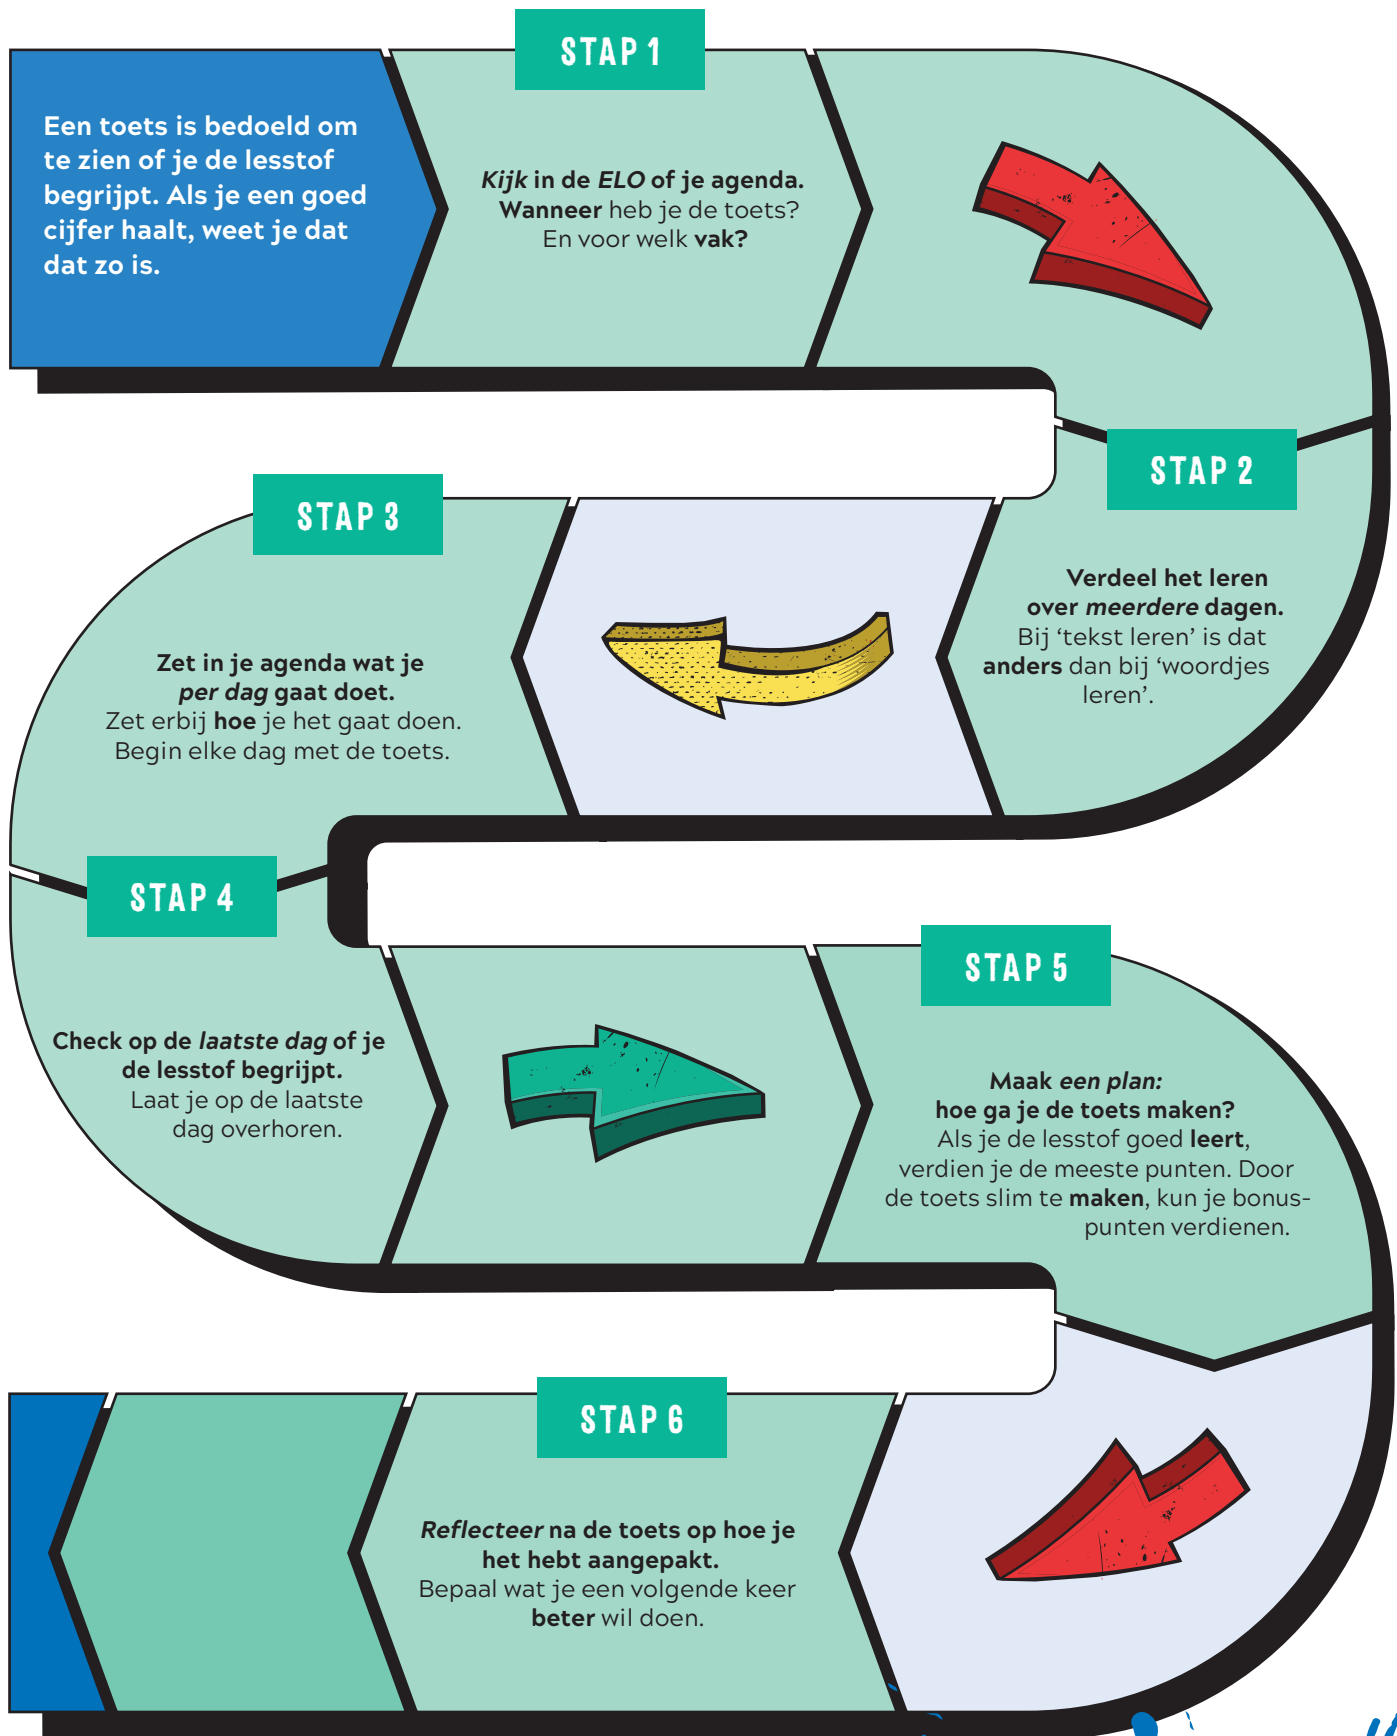 Een toets is bedoeld om
te zien of je de lesstof
begrijpt. Als je een goed
cijfer haalt, weet je dat
dat zo is.
STAP 1
Kijk in de ELO of je agenda.
Wanneer heb je de toets?
En voor welk vak?
STAP 2
Verdeel het leren
over meerdere dagen.
Bij ‘tekst leren’ is dat
anders dan bij ‘woordjes
leren’.
STAP 3
Zet in je agenda wat je
per dag gaat doet.
Zet erbij hoe je het gaat doen.
Begin elke dag met de toets.
STAP 4
Check op de laatste dag of je
de lesstof begrijpt.
Laat je op de laatste
dag overhoren.
STAP 5
Maak een plan:
hoe ga je de toets maken?
Als je de lesstof goed leert,
verdien je de meeste punten. Door
de toets slim te maken, kun je bonus-
punten verdienen.
STAP 6
Reflecteer na de toets op hoe je
het hebt aangepakt.
Bepaal wat je een volgende keer
beter wil doen.